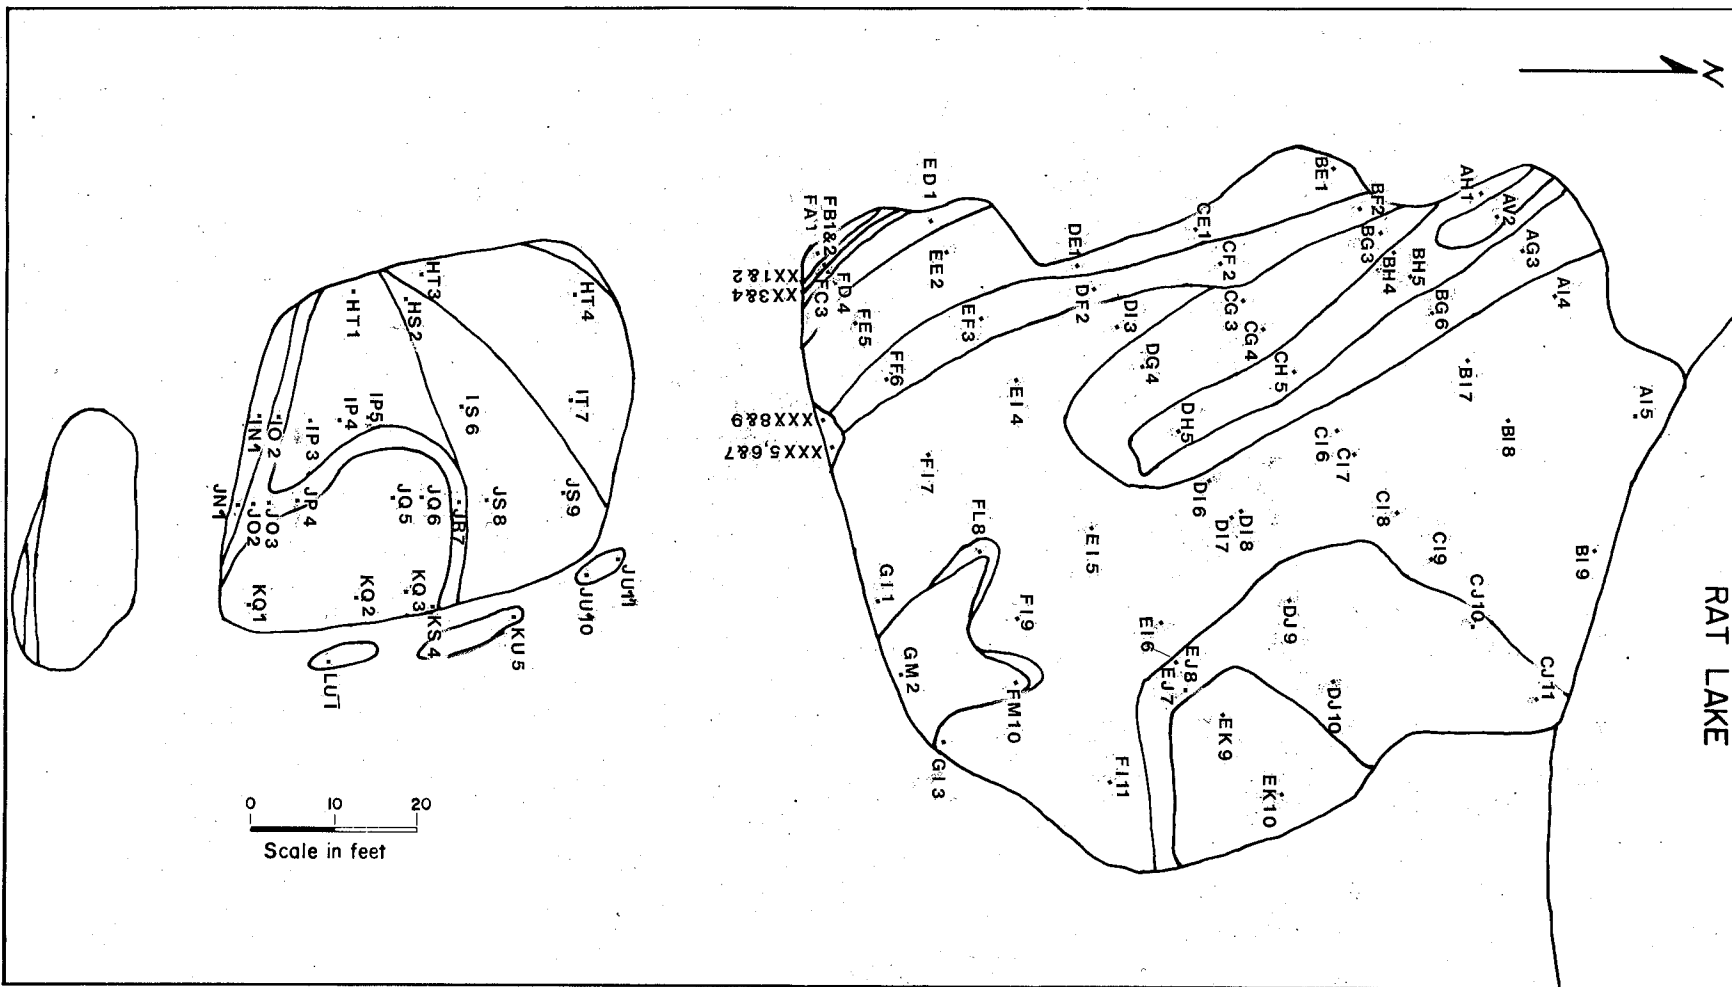 N
RAT LAKE
AH1
AV2
AG3
AI4
AI5
BE1
BF2
BG3
BH4
BH5
BG6
BI7
BI8
BI9
CE1
CF2
CG3
CG4
CH5
CI6
CI7
CI8
CI9
CJ10
CJ11
DE1
DF2
DI3
DG4
DH5
DI6
DI7
DI8
DJ9
DJ10
ED1
EE2
EF3
EI4
EI5
EI6
EJ7
EJ8
EK9
EK10
FA1
FB1&2
FC3
FD4
FE5
FF6
FI7
FL8
FI9
FM10
FI11
GI1
GM2
GI3
XX1&2
XX3&4
XXX8&9
XXX5,6&7
HT1
HS2
HT3
HT4
IN1
IO2
IP3
IP4
IP5
IS6
IT7
JN1
JO2
JO3
JP4
JQ5
JQ6
JR7
JS8
JS9
JU10
JU11
KQ1
KQ2
KQ3
KS4
KU5
LU1
0 10 20
Scale in feet